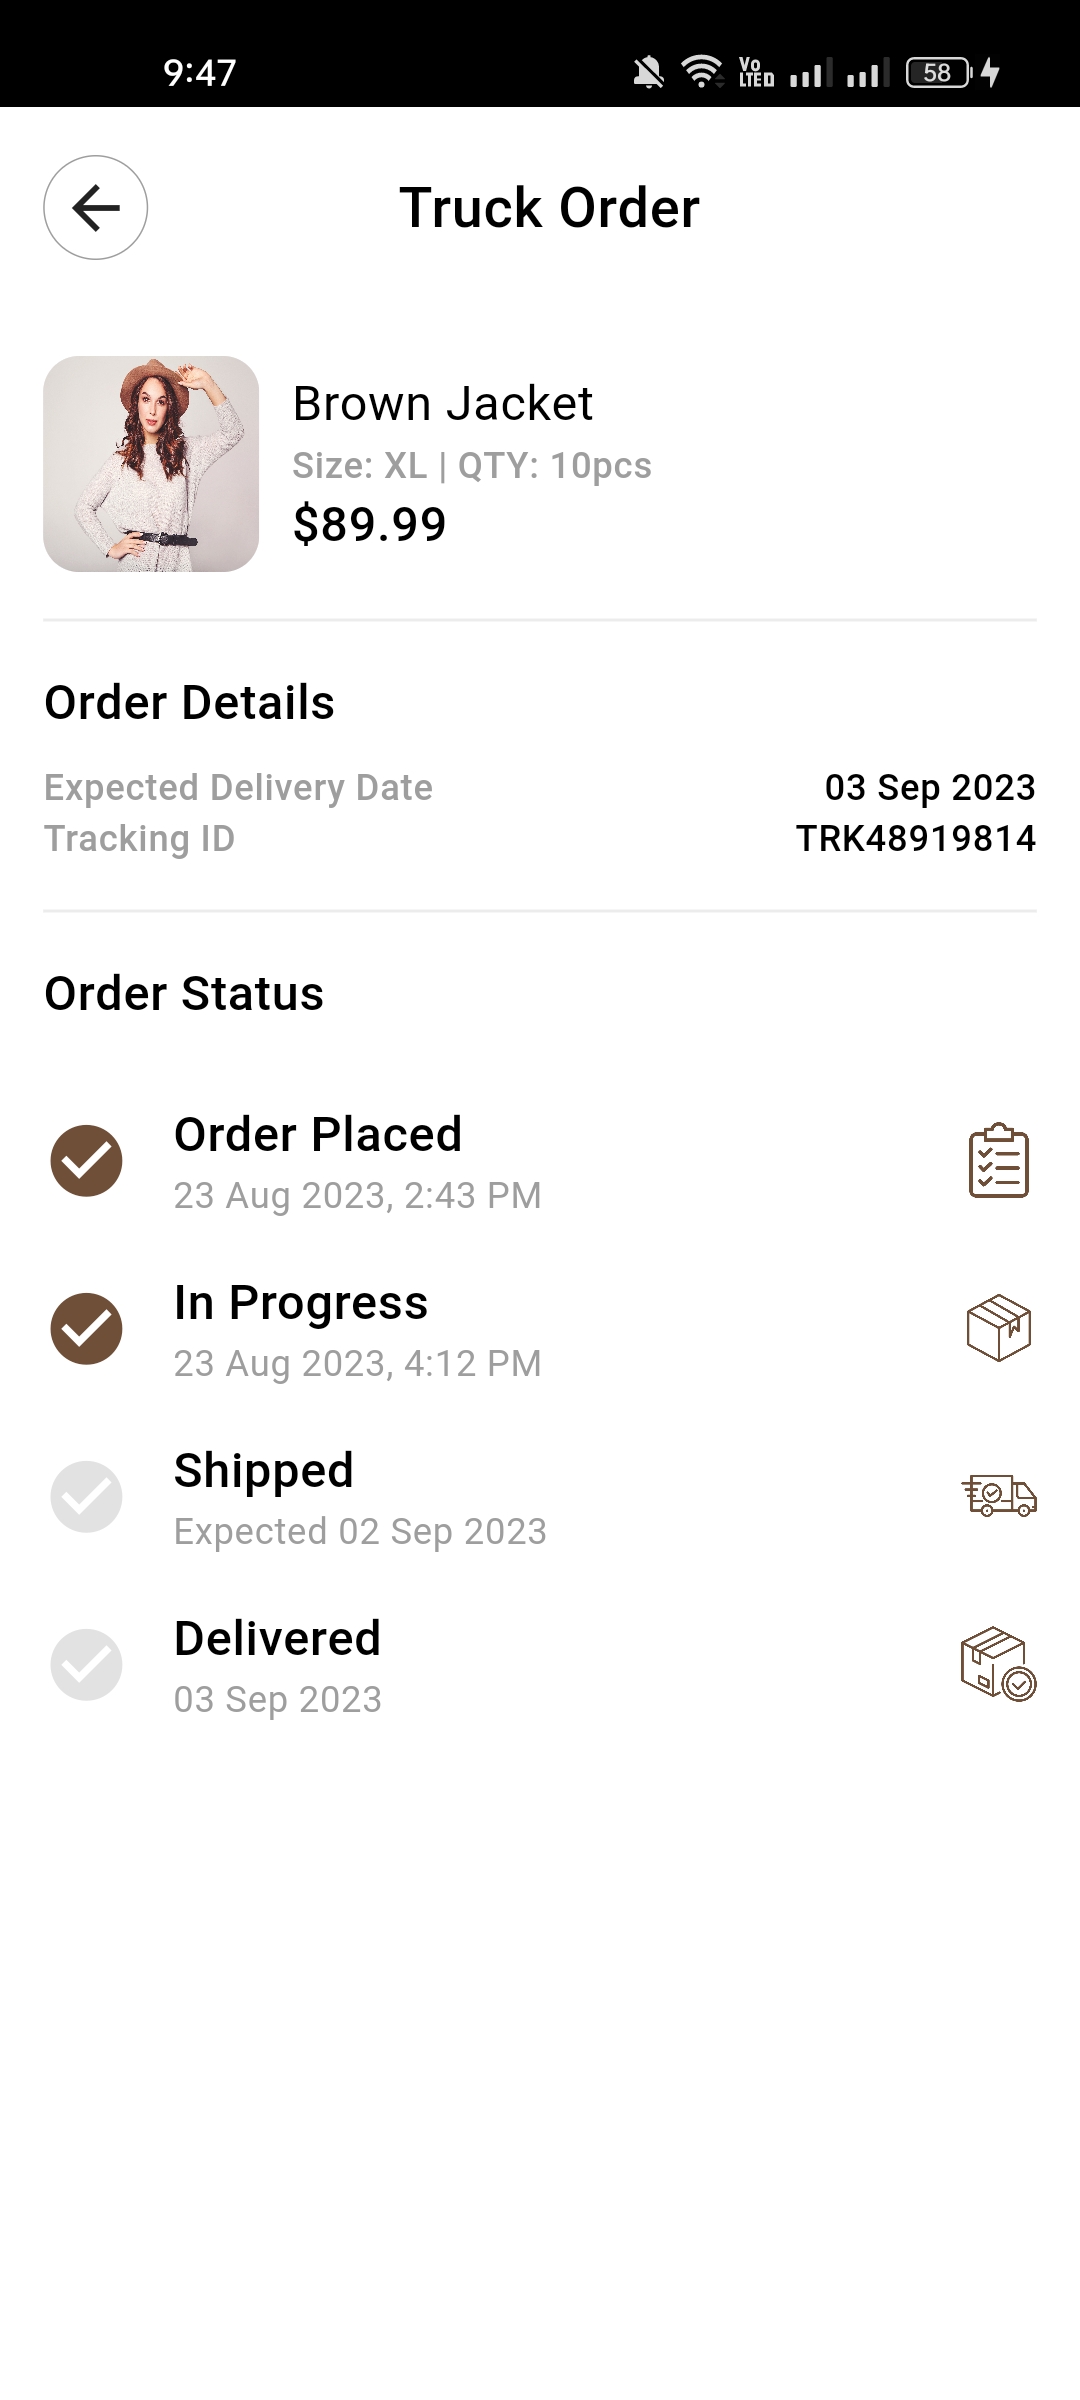 9:47
Vo
LTED
58
Truck Order
Brown Jacket
Size: XL | QTY: 10pcs
$89.99
Order Details
Expected Delivery Date 03 Sep 2023
Tracking ID TRK48919814
Order Status
Order Placed
23 Aug 2023, 2:43 PM
In Progress
23 Aug 2023, 4:12 PM
Shipped
Expected 02 Sep 2023
Delivered
03 Sep 2023